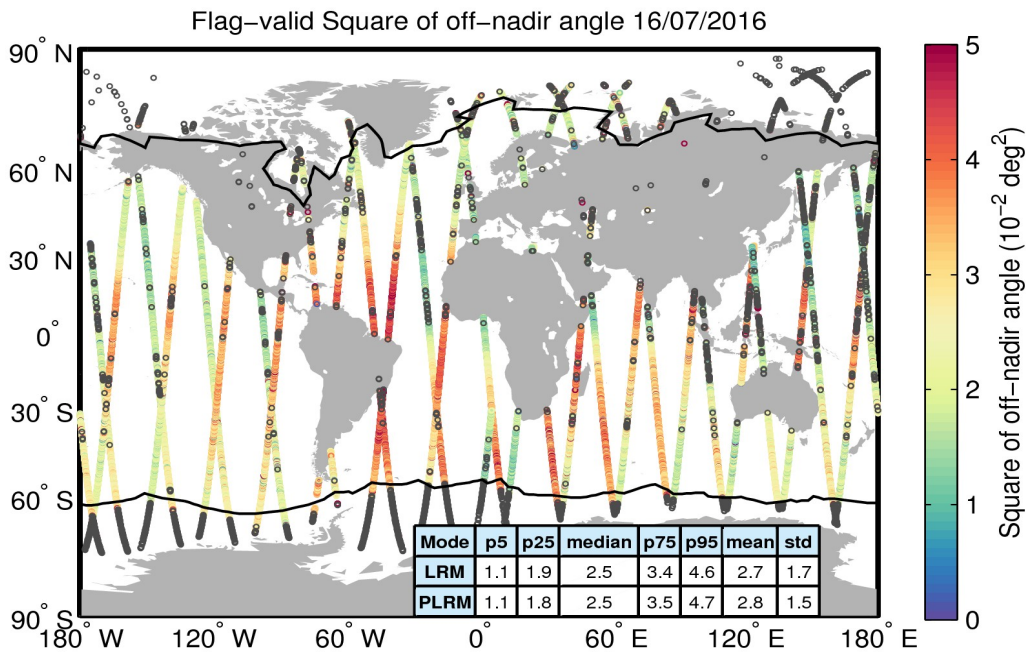 Flag−valid Square of off−nadir angle 16/07/2016
90° N
60° N
30° N
0°
30° S
60° S
90° S
180° W
120° W
60° W
0°
60° E
120° E
180° E
Mode p5 p25 median p75 p95 mean std
LRM 1.1 1.9 2.5 3.4 4.6 2.7 1.7
PLRM 1.1 1.8 2.5 3.5 4.7 2.8 1.5
5
4
3
2
1
0
Square of off−nadir angle (10⁻² deg²)